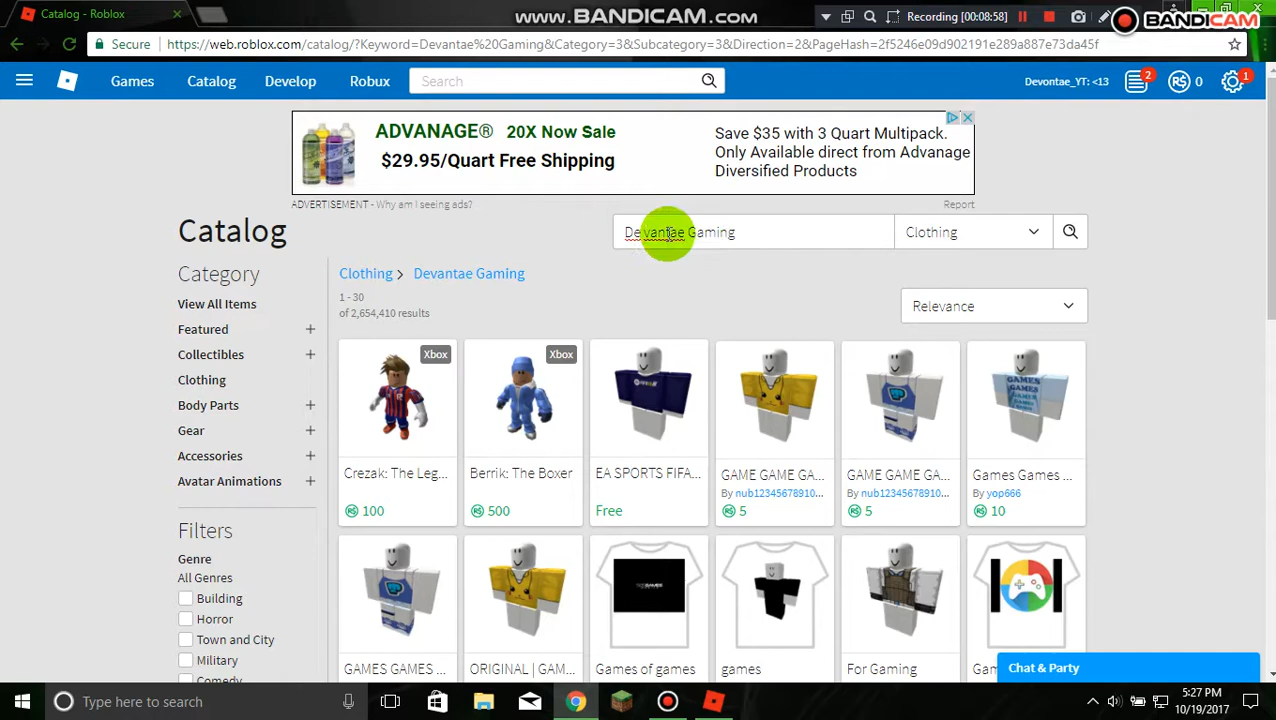 Catalog - Roblox
www.BANDICAM.com
Recording [00:08:58]
BANDICAM
Secure
https://web.roblox.com/catalog/?Keyword=Devantae%20Gaming&Category=3&Subcategory=3&Direction=2&PageHash=2f5246e09d902191e289a887e73da45f
Games
Catalog
Develop
Robux
Search
Devontae_YT: <13
2
0
1
ADVANAGE® 20X Now Sale
$29.95/Quart Free Shipping
Save $35 with 3 Quart Multipack.
Only Available direct from Advanage
Diversified Products
ADVERTISEMENT - Why am I seeing ads?
Report
Catalog
Devantae Gaming
Clothing
Category
View All Items
Featured
Collectibles
Clothing
Body Parts
Gear
Accessories
Avatar Animations
Filters
Genre
All Genres
Building
Horror
Town and City
Military
Comedy
Clothing > Devantae Gaming
1 - 30
of 2,654,410 results
Relevance
Xbox
Crezak: The Leg...
100
Xbox
Berrik: The Boxer
500
EA SPORTS FIFA...
Free
GAME GAME GA...
By nub12345678910...
5
GAME GAME GA...
By nub12345678910...
5
GAMES
GAMES
Games Games ...
By yop666
10
GAMES GAMES ...
ORIGINAL | GAM...
Games of games
games
For Gaming
Chat & Party
Type here to search
5:27 PM
10/19/2017